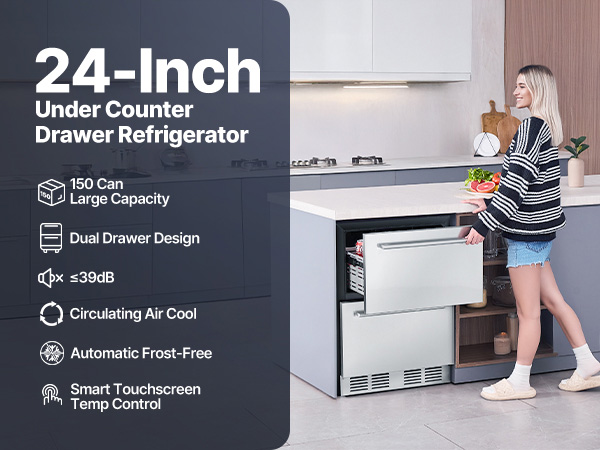 24-Inch
Under Counter
Drawer Refrigerator
150
150 Can
Large Capacity
Dual Drawer Design
≤39dB
Circulating Air Cool
Automatic Frost-Free
Smart Touchscreen
Temp Control